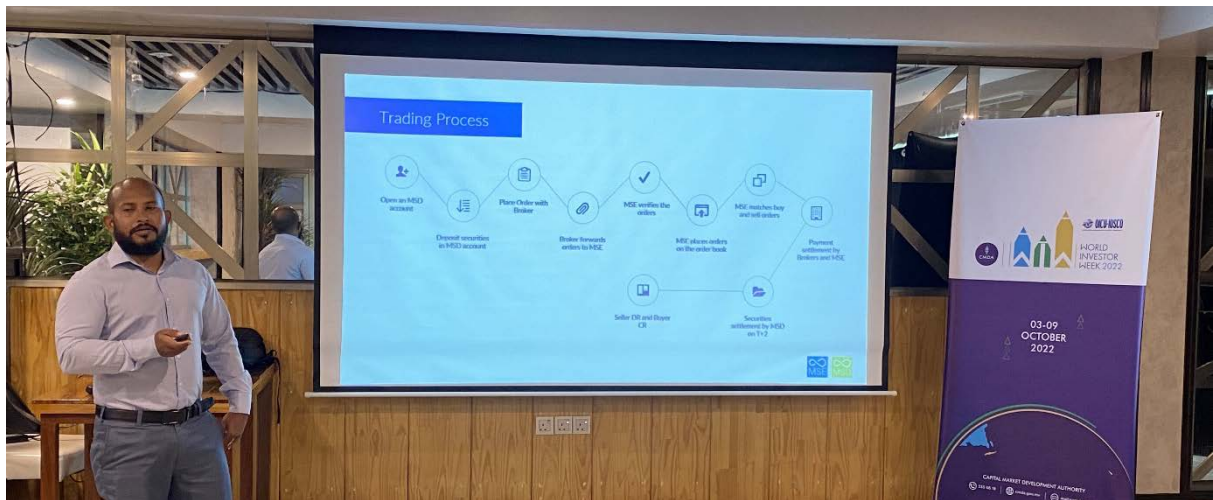 Trading Process
Open an MSD
account
Deposit securities
in MSD account
Place Order with
Broker
Broker forwards
orders to MSE
MSE verifies the
orders
MSE places orders
on the order book
MSE matches buy
and sell orders
Payment
settlement by
Brokers and MSE
Securities
settlement by MSD
on T+2
Seller DR and Buyer
CR
MSE
CMDA
OICU-IOSCO
WORLD
INVESTOR
WEEK 2022
03-09
OCTOBER
2022
CAPITAL MARKET DEVELOPMENT AUTHORITY